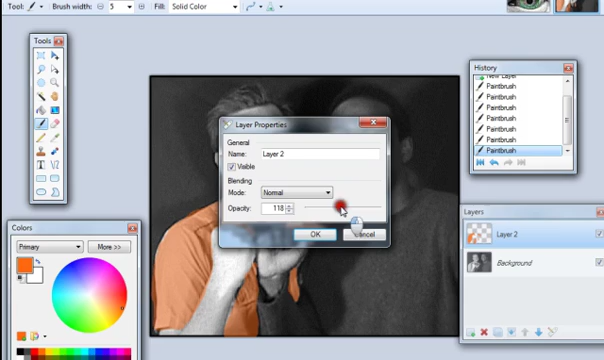 Tool:
Brush width:
5
Fill:
Solid Color
Tools
Layer Properties
General
Name:
Layer 2
Visible
Blending
Mode:
Normal
Opacity:
118
OK
Cancel
History
New Layer
Paintbrush
Paintbrush
Paintbrush
Paintbrush
Paintbrush
Paintbrush
Layers
Layer 2
Background
Colors
Primary
More >>